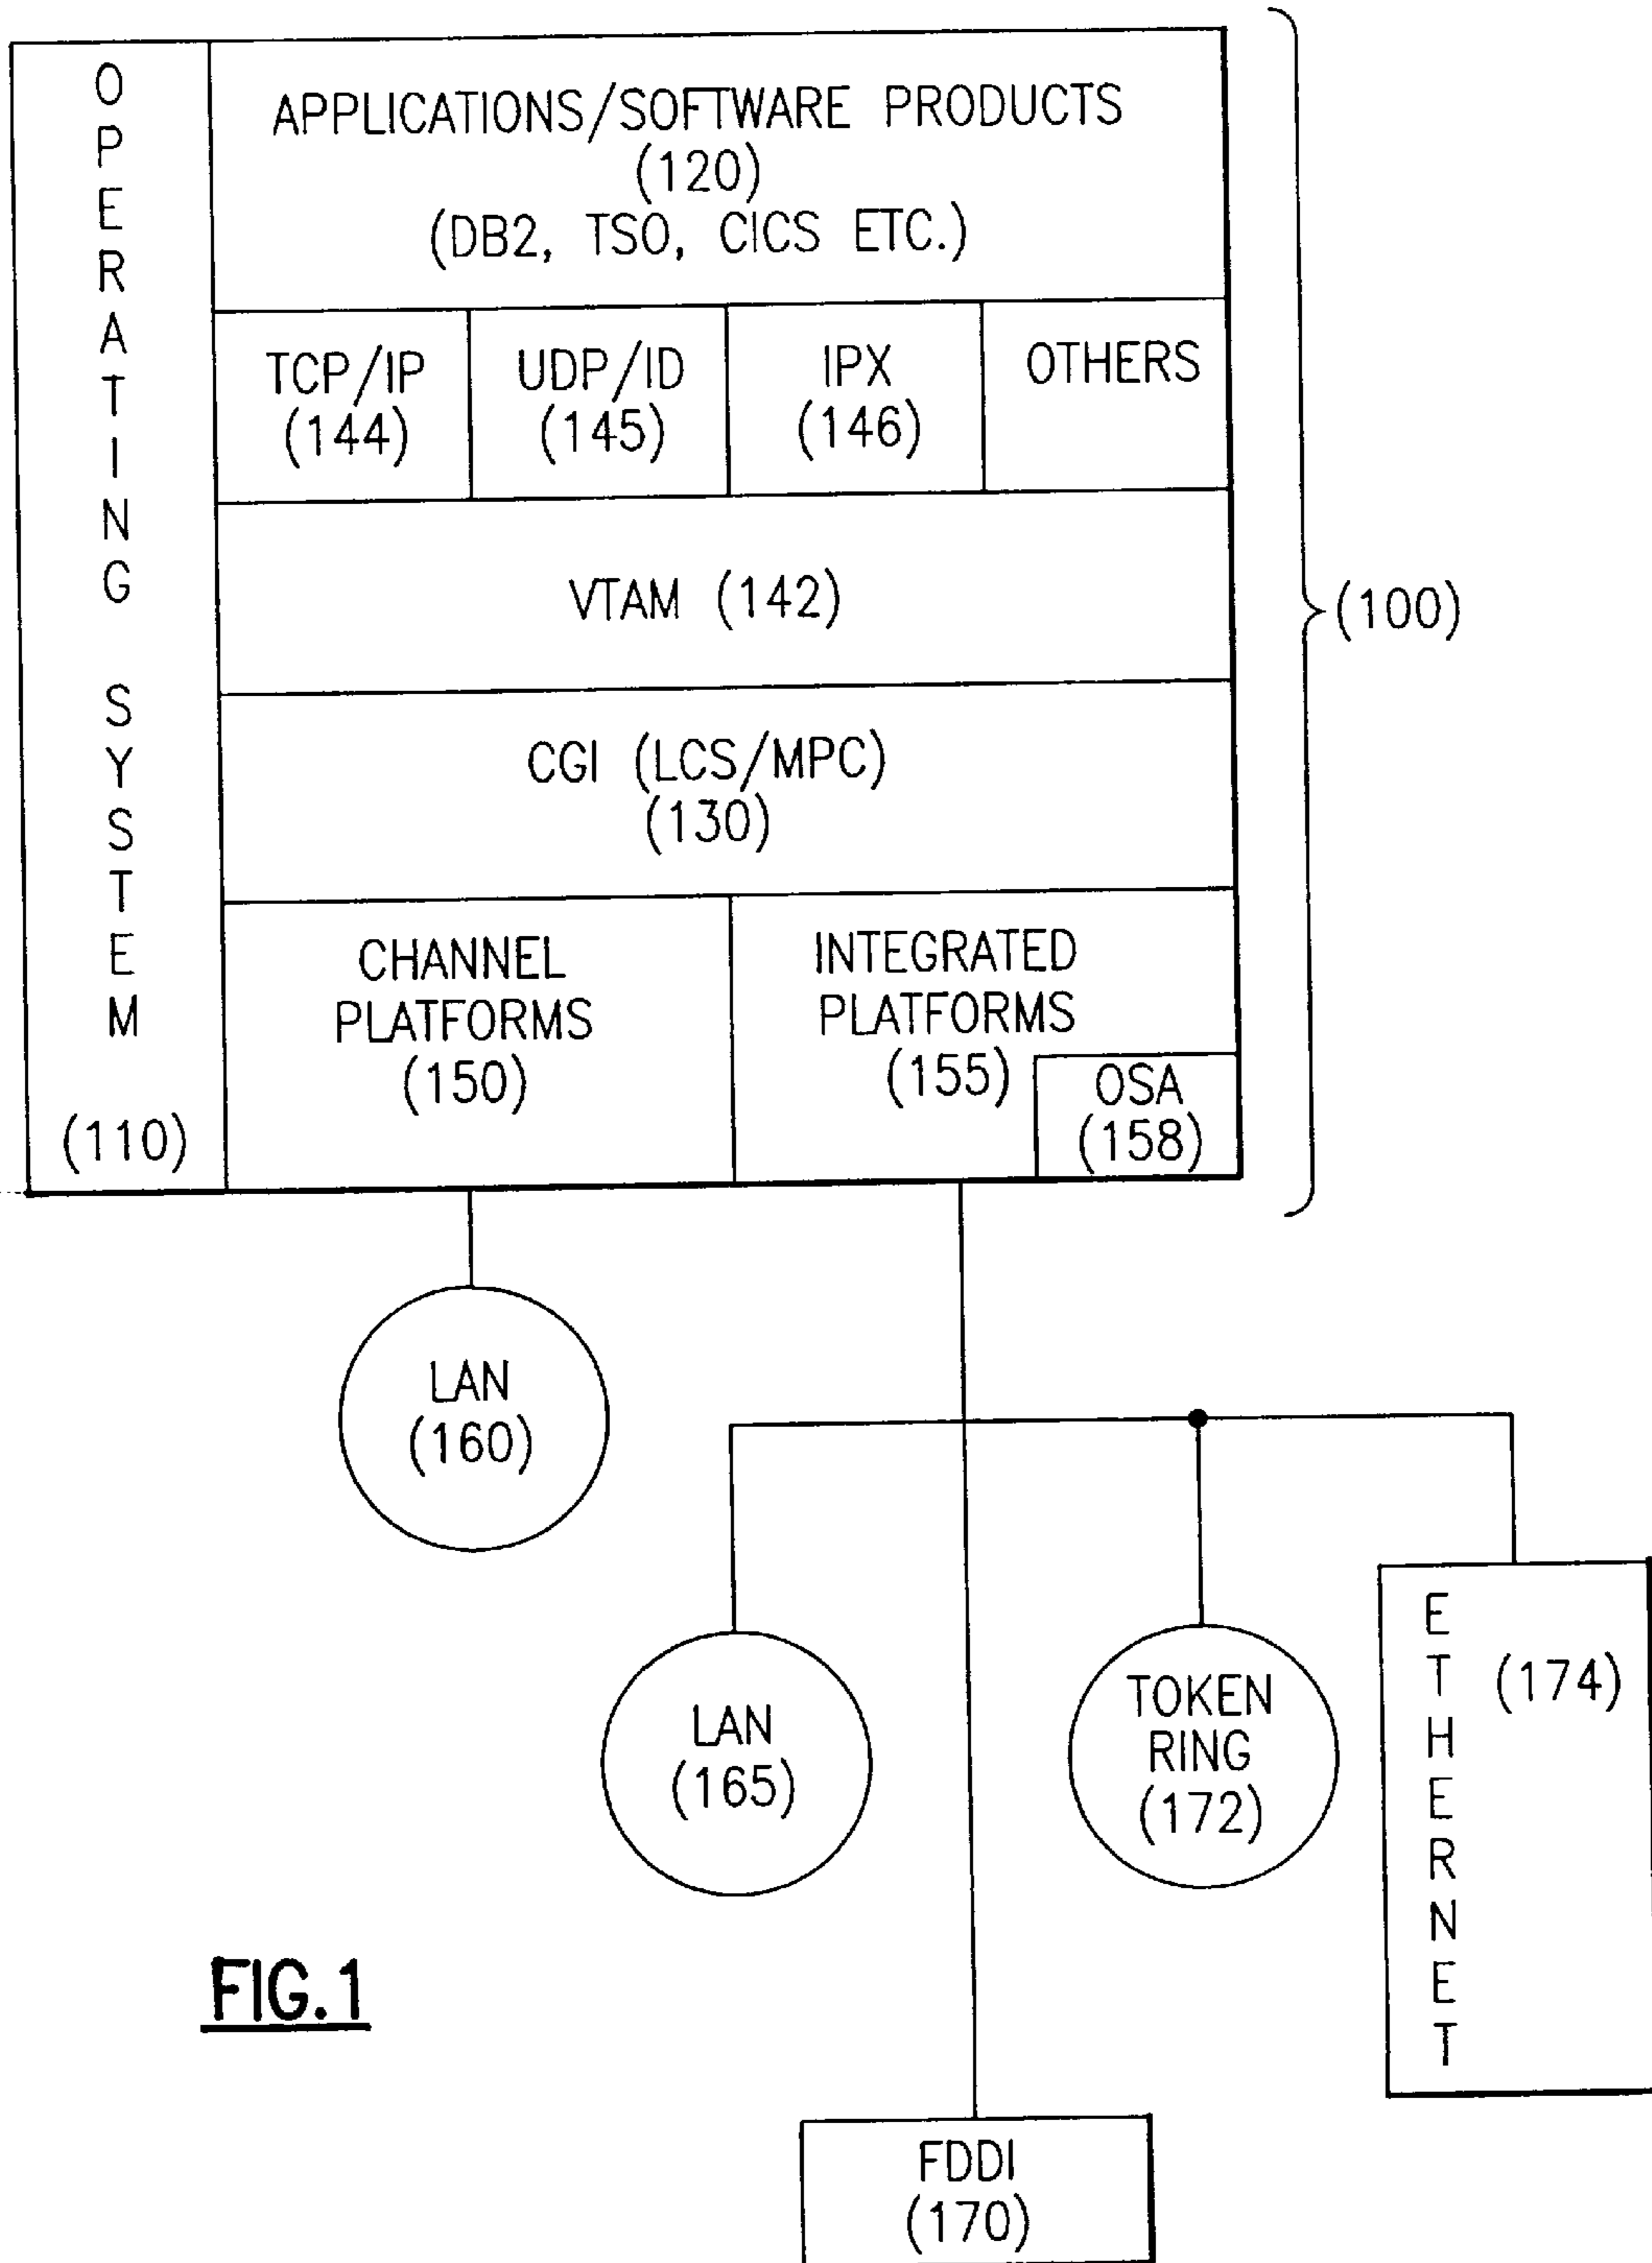 OPERATING SYSTEM
(110)
APPLICATIONS/SOFTWARE PRODUCTS
(120)
(DB2, TSO, CICS ETC.)
TCP/IP
(144)
UDP/ID
(145)
IPX
(146)
OTHERS
VTAM (142)
CGI (LCS/MPC)
(130)
CHANNEL
PLATFORMS
(150)
INTEGRATED
PLATFORMS
(155)
OSA
(158)
(100)
LAN
(160)
LAN
(165)
TOKEN
RING
(172)
ETHERNET
(174)
FDDI
(170)
FIG.1